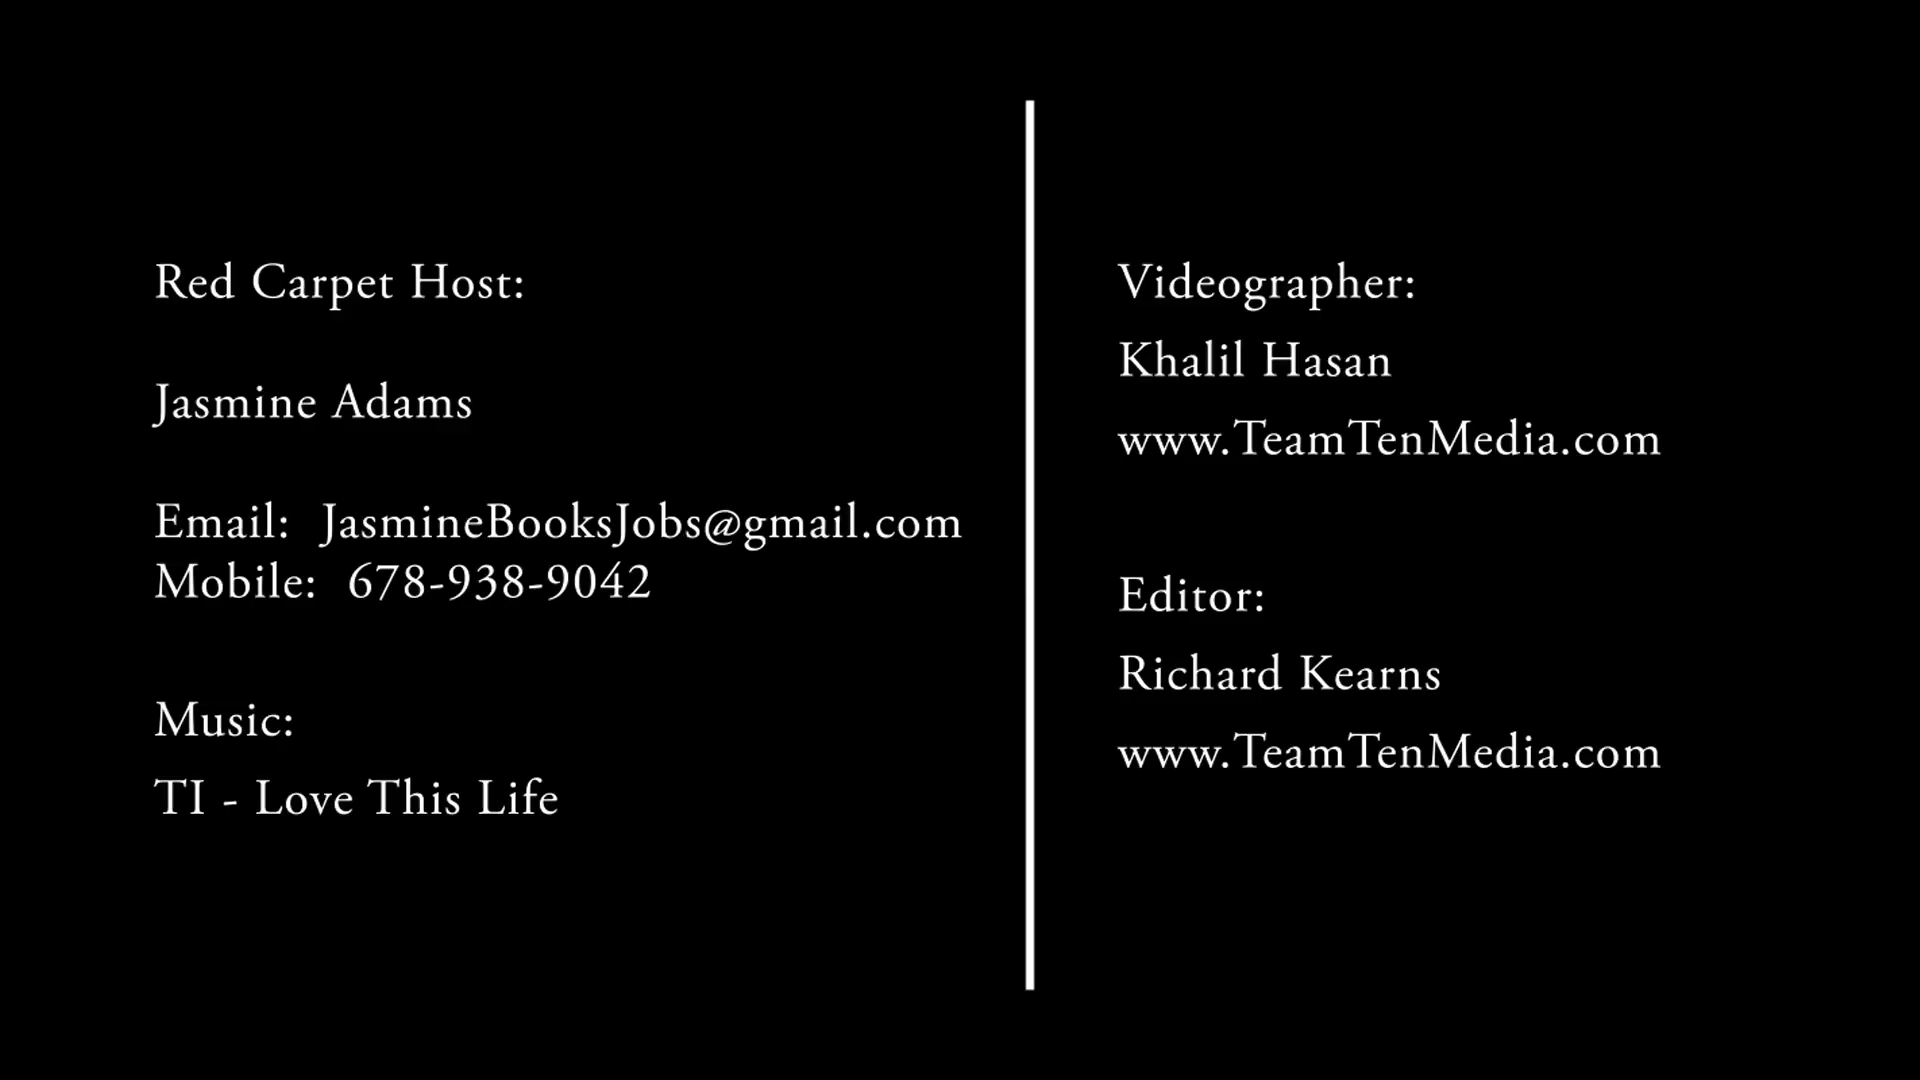 Red Carpet Host:
Jasmine Adams
Email: JasmineBooksJobs@gmail.com
Mobile: 678-938-9042
Music:
TI - Love This Life
Videographer:
Khalil Hasan
www.TeamTenMedia.com
Editor:
Richard Kearns
www.TeamTenMedia.com